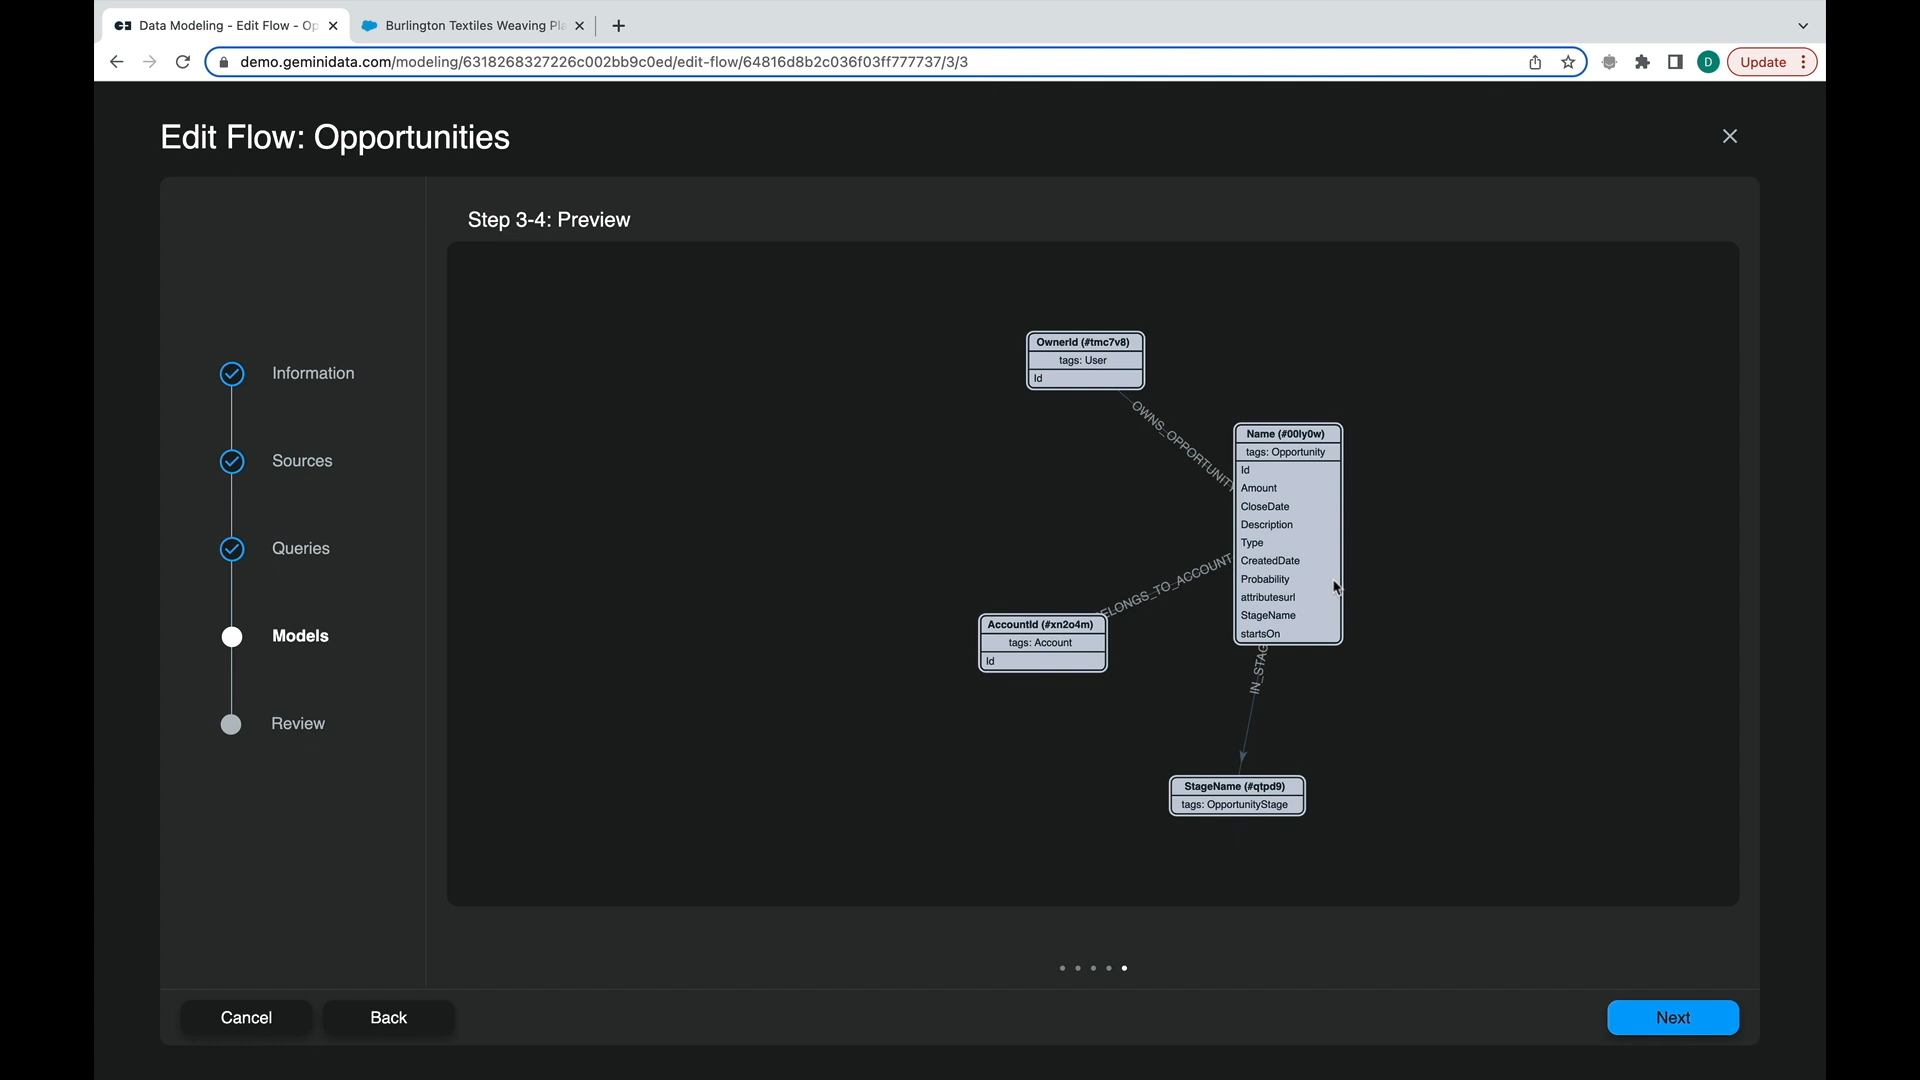 Data Modeling - Edit Flow - Op
Burlington Textiles Weaving Pla
demo.geminidata.com/modeling/6318268327226c002bb9c0ed/edit-flow/64816d8b2c036f03ff777737/3/3
D
Update
Edit Flow: Opportunities
Step 3-4: Preview
Information
Sources
Queries
Models
Review
OwnerId (#tmc7v8)
tags: User
Id
OWNS_OPPORTUNITY
Name (#00ly0w)
tags: Opportunity
Id
Amount
CloseDate
Description
Type
CreatedDate
Probability
attributesurl
StageName
startsOn
ELONGS_TO_ACCOUNT
AccountId (#xn2o4m)
tags: Account
Id
IN_STAG
StageName (#qtpd9)
tags: OpportunityStage
Cancel
Back
Next